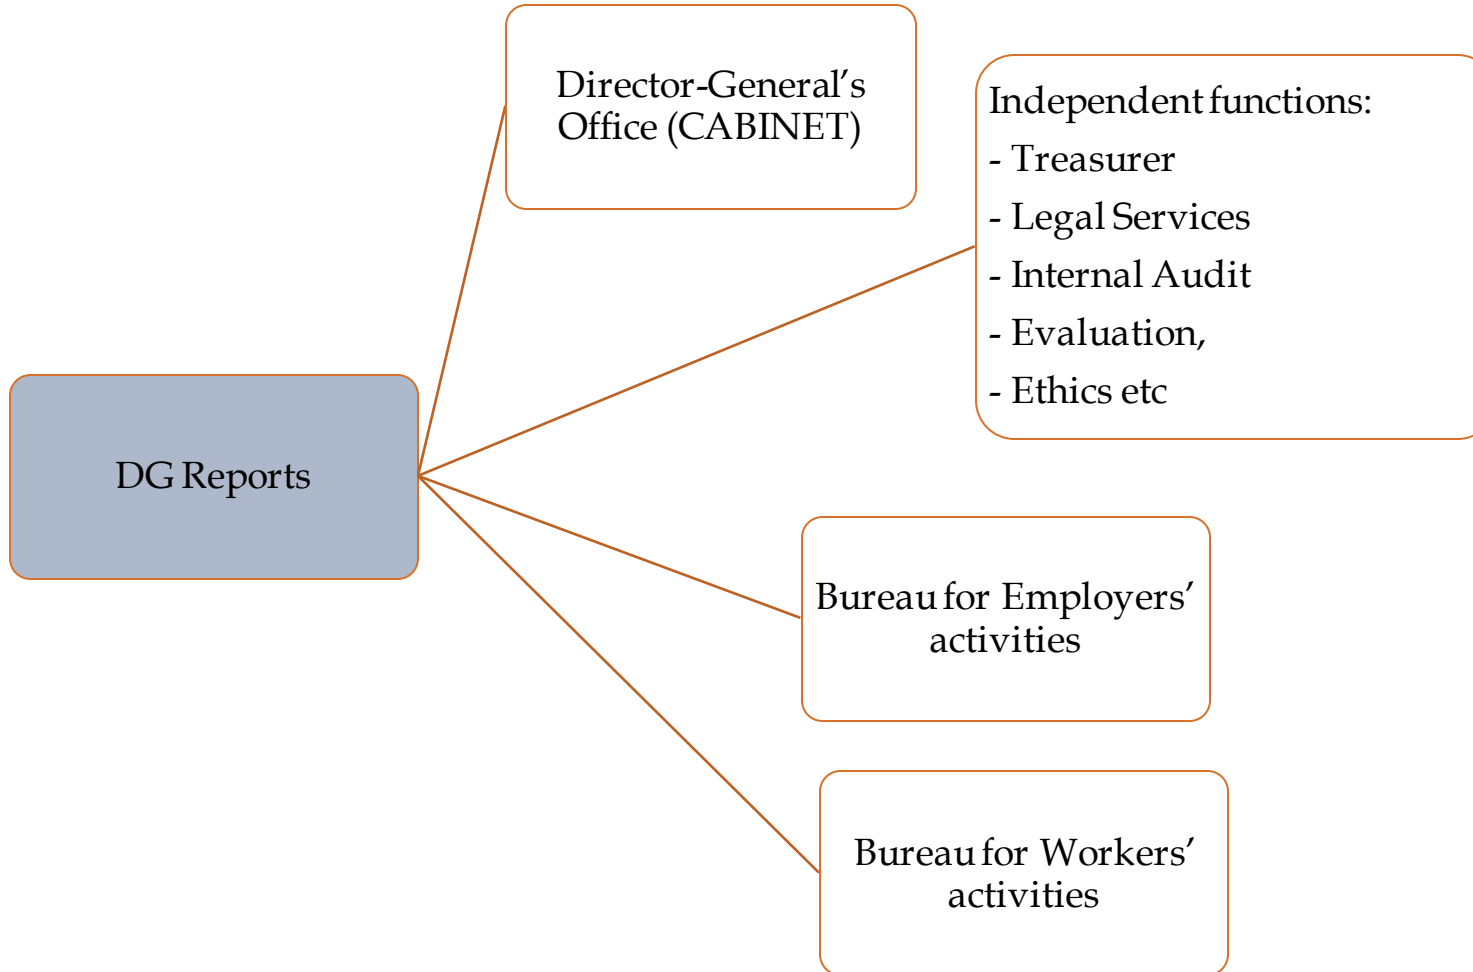 Director-General’s
Office (CABINET)
Independent functions:
- Treasurer
- Legal Services
- Internal Audit
- Evaluation,
- Ethics etc
DG Reports
Bureau for Employers’
activities
Bureau for Workers’
activities